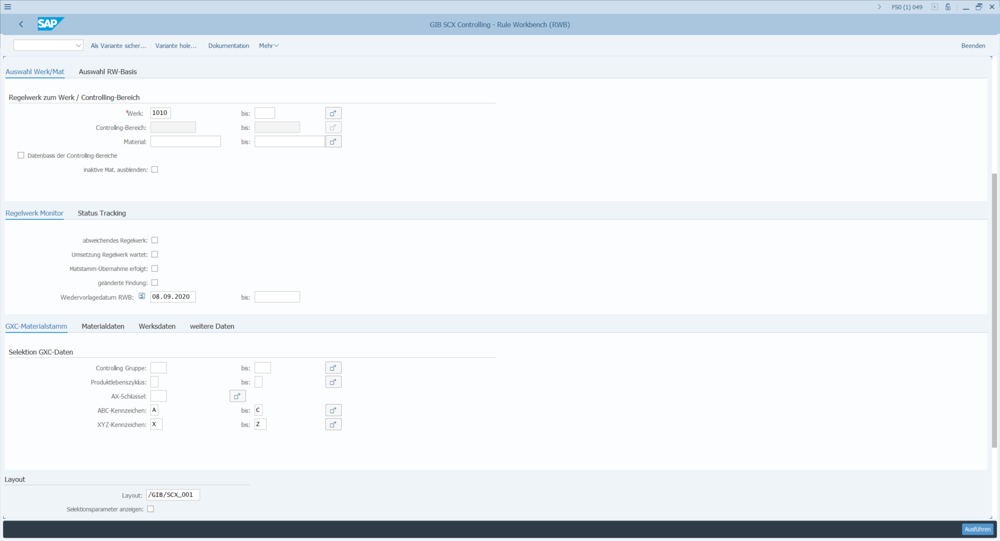 FS0 (1) 049
SAP
GIB SCX Controlling - Rule Workbench (RWB)
Als Variante sicher... Variante hole... Dokumentation Mehr Beenden
Auswahl Werk/Mat Auswahl RW-Basis
Regelwerk zum Werk / Controlling-Bereich
*Werk: 1010 bis:
Controlling-Bereich: bis:
Material: bis:
Datenbasis der Controlling-Bereiche
inaktive Mat. ausblenden:
Regelwerk Monitor Status Tracking
abweichendes Regelwerk:
Umsetzung Regelwerk wartet:
Matstamm-Übernahme erfolgt:
geänderte Findung:
Wiedervorlagedatum RWB: ≤ 08.09.2020 bis:
GXC-Materialstamm Materialdaten Werksdaten weitere Daten
Selektion GXC-Daten
Controlling Gruppe: bis:
Produktlebenszyklus: bis:
AX-Schlüssel:
ABC-Kennzeichen: A bis: C
XYZ-Kennzeichen: X bis: Z
Layout
Layout: /GIB/SCX_001
Selektionsparameter anzeigen:
Ausführen